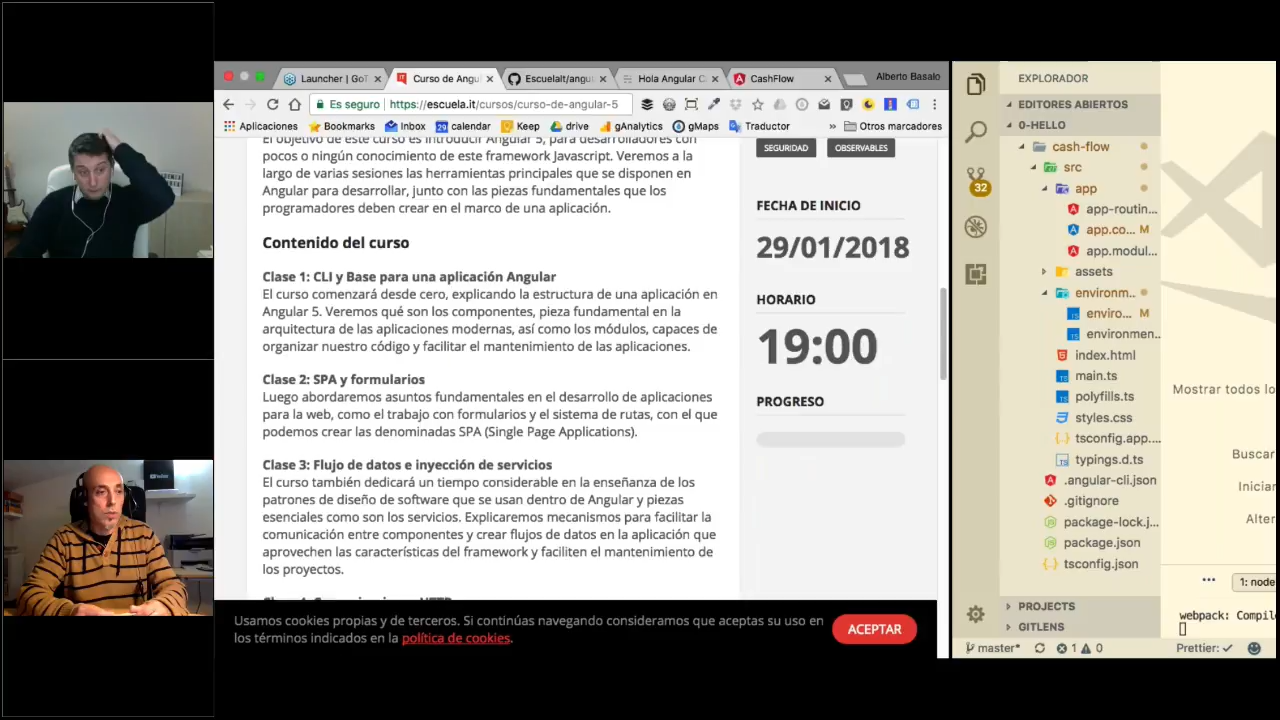 Launcher | GoT
Curso de Angu
Escuelalt/angu
Hola Angular C
CashFlow
Alberto Basalo
Es seguro
https://escuela.it/cursos/curso-de-angular-5
Aplicaciones
Bookmarks
Inbox
calendar
Keep
drive
gAnalytics
gMaps
Traductor
»
Otros marcadores
El objetivo de este curso es introducir Angular 5, para desarrolladores con
pocos o ningún conocimiento de este framework Javascript. Veremos a la
largo de varias sesiones las herramientas principales que se disponen en
Angular para desarrollar, junto con las piezas fundamentales que los
programadores deben crear en el marco de una aplicación.
Contenido del curso
Clase 1: CLI y Base para una aplicación Angular
El curso comenzará desde cero, explicando la estructura de una aplicación en
Angular 5. Veremos qué son los componentes, pieza fundamental en la
arquitectura de las aplicaciones modernas, así como los módulos, capaces de
organizar nuestro código y facilitar el mantenimiento de las aplicaciones.
Clase 2: SPA y formularios
Luego abordaremos asuntos fundamentales en el desarrollo de aplicaciones
para la web, como el trabajo con formularios y el sistema de rutas, con el que
podemos crear las denominadas SPA (Single Page Applications).
Clase 3: Flujo de datos e inyección de servicios
El curso también dedicará un tiempo considerable en la enseñanza de los
patrones de diseño de software que se usan dentro de Angular y piezas
esenciales como son los servicios. Explicaremos mecanismos para facilitar la
comunicación entre componentes y crear flujos de datos en la aplicación que
aprovechen las características del framework y faciliten el mantenimiento de
los proyectos.
SEGURIDAD
OBSERVABLES
FECHA DE INICIO
29/01/2018
HORARIO
19:00
PROGRESO
Usamos cookies propias y de terceros. Si continúas navegando consideramos que aceptas su uso en
los términos indicados en la política de cookies.
ACEPTAR
EXPLORADOR
EDITORES ABIERTOS
0-HELLO
cash-flow
src
app
app-routin...
app.co... M
app.modul...
assets
environm...
enviro... M
environmen...
index.html
main.ts
polyfills.ts
styles.css
tsconfig.app....
typings.d.ts
.angular-cli.json
.gitignore
package-lock.j...
package.json
tsconfig.json
PROJECTS
GITLENS
32
master*
1
0
Mostrar todos lo
Buscar
Iniciar
Alter
1: node
webpack: Compil
Prettier: ✓